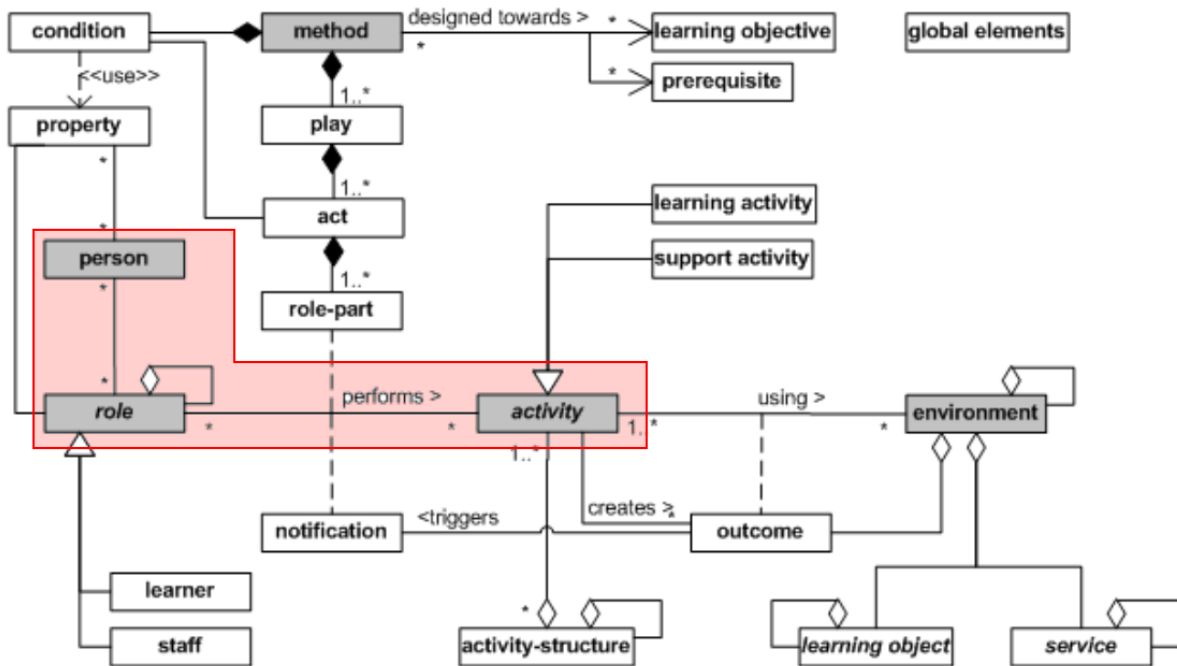 condition
method
designed towards >
*
*
learning objective
global elements
<<use>>
*
prerequisite
1..*
property
play
*
1..*
learning activity
act
*
support activity
person
1..*
*
role-part
*
performs >
using >
role
activity
environment
*
*
1..*
*
1..*
creates >
*
notification
<triggers
outcome
learner
*
staff
activity-structure
learning object
service